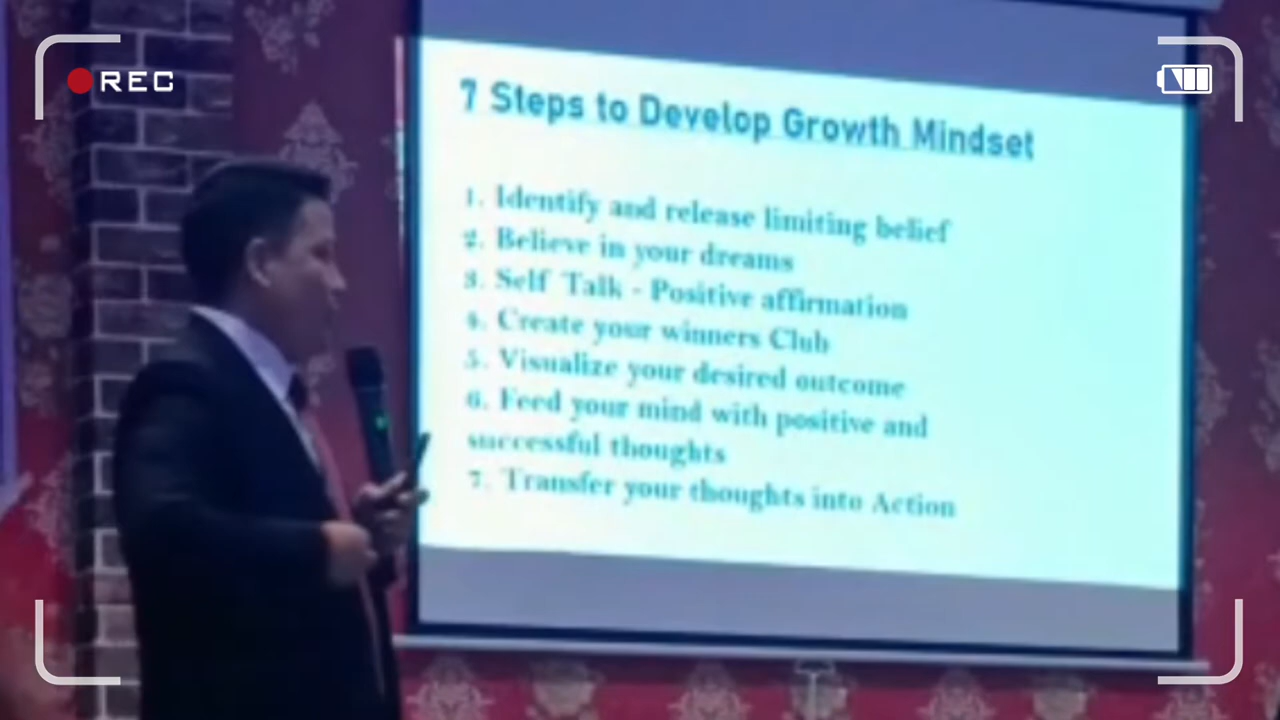 REC
7 Steps to Develop Growth Mindset
1. Identify and release limiting belief
2. Believe in your dreams
3. Self Talk - Positive affirmation
4. Create your winners Club
5. Visualize your desired outcome
6. Feed your mind with positive and
successful thoughts
7. Transfer your thoughts into Action